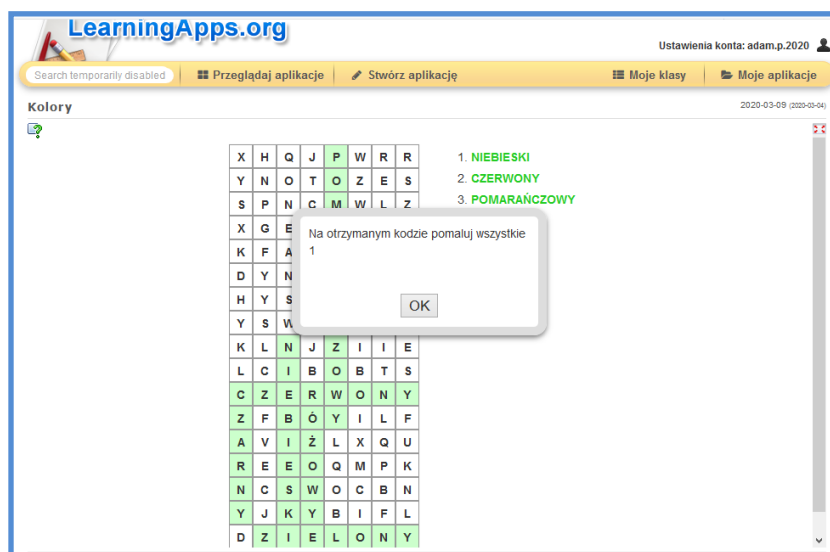 LearningApps.org
Ustawienia konta: adam.p.2020
Search temporarily disabled
Przeglądaj aplikacje
Stwórz aplikację
Moje klasy
Moje aplikacje
Kolory
2020-03-09 (2020-03-04)
X H Q J P W R R
1. NIEBIESKI
Y N O T O Z E S
2. CZERWONY
S P N C M W L Z
3. POMARAŃCZOWY
X G E
Na otrzymanym kodzie pomaluj wszystkie
K F A
1
D Y N
H Y S
OK
Y S W
K L N J Z I I E
L C I B O B T S
C Z E R W O N Y
Z F B Ó Y I L F
A V I Ż L X Q U
R E E O Q M P K
N C S W O C B N
Y J K Y B I F L
D Z I E L O N Y